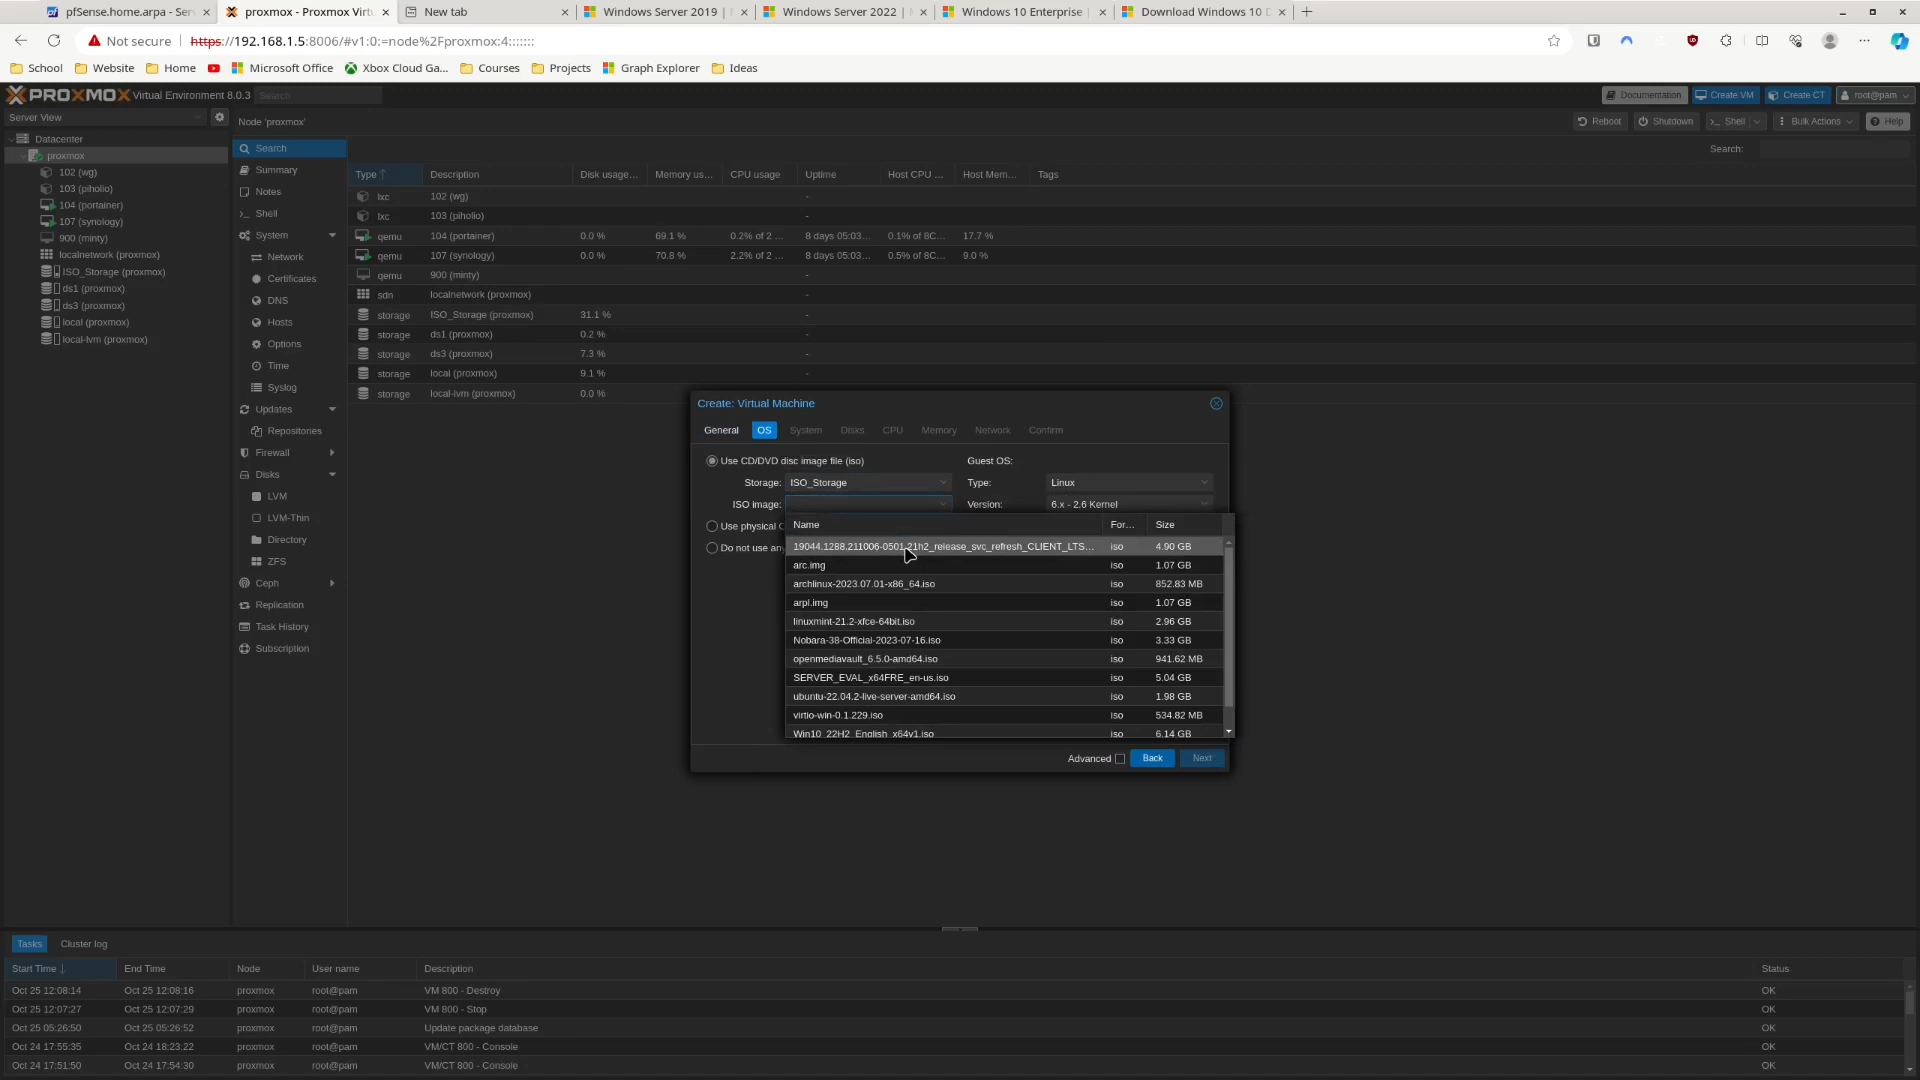 pfSense.home.arpa - Ser
proxmox - Proxmox Virtu
New tab
Windows Server 2019 |
Windows Server 2022 |
Windows 10 Enterprise
Download Windows 10 D
Not secure
https://192.168.1.5:8006/#v1:0:=node%2Fproxmox:4:::::::
School
Website
Home
Microsoft Office
Xbox Cloud Ga...
Courses
Projects
Graph Explorer
Ideas
PROXMOX Virtual Environment 8.0.3
Search
Documentation
Create VM
Create CT
root@pam
Server View
Node 'proxmox'
Reboot
Shutdown
Shell
Bulk Actions
Help
Datacenter
proxmox
102 (wg)
103 (piholio)
104 (portainer)
107 (synology)
900 (minty)
localnetwork (proxmox)
ISO_Storage (proxmox)
ds1 (proxmox)
ds3 (proxmox)
local (proxmox)
local-lvm (proxmox)
Search
Summary
Notes
Shell
System
Network
Certificates
DNS
Hosts
Options
Time
Syslog
Updates
Repositories
Firewall
Disks
LVM
LVM-Thin
Directory
ZFS
Ceph
Replication
Task History
Subscription
Search:
Type Description Disk usage... Memory us... CPU usage Uptime Host CPU ... Host Mem... Tags
lxc 102 (wg) -
lxc 103 (piholio) -
qemu 104 (portainer) 0.0 % 69.1 % 0.2% of 2 ... 8 days 05:03... 0.1% of 8C... 17.7 %
qemu 107 (synology) 0.0 % 70.8 % 2.2% of 2 ... 8 days 05:03... 0.5% of 8C... 9.0 %
qemu 900 (minty) -
sdn localnetwork (proxmox) -
storage ISO_Storage (proxmox) 31.1 % -
storage ds1 (proxmox) 0.2 % -
storage ds3 (proxmox) 7.3 % -
storage local (proxmox) 9.1 % -
storage local-lvm (proxmox) 0.0 %
Create: Virtual Machine
General OS System Disks CPU Memory Network Confirm
Use CD/DVD disc image file (iso)
Guest OS:
Storage: ISO_Storage
Type: Linux
ISO image:
Version: 6.x - 2.6 Kernel
Use physical C
Do not use any
Name For... Size
19044.1288.211006-0501.21h2_release_svc_refresh_CLIENT_LTS... iso 4.90 GB
arc.img iso 1.07 GB
archlinux-2023.07.01-x86_64.iso iso 852.83 MB
arpl.img iso 1.07 GB
linuxmint-21.2-xfce-64bit.iso iso 2.96 GB
Nobara-38-Official-2023-07-16.iso iso 3.33 GB
openmediavault_6.5.0-amd64.iso iso 941.62 MB
SERVER_EVAL_x64FRE_en-us.iso iso 5.04 GB
ubuntu-22.04.2-live-server-amd64.iso iso 1.98 GB
virtio-win-0.1.229.iso iso 534.82 MB
Win10_22H2_English_x64v1.iso iso 6.14 GB
Advanced
Back
Next
Tasks
Cluster log
Start Time End Time Node User name Description Status
Oct 25 12:08:14 Oct 25 12:08:16 proxmox root@pam VM 800 - Destroy OK
Oct 25 12:07:27 Oct 25 12:07:29 proxmox root@pam VM 800 - Stop OK
Oct 25 05:26:50 Oct 25 05:26:52 proxmox root@pam Update package database OK
Oct 24 17:55:35 Oct 24 18:23:22 proxmox root@pam VM/CT 800 - Console OK
Oct 24 17:51:50 Oct 24 17:54:30 proxmox root@pam VM/CT 800 - Console OK